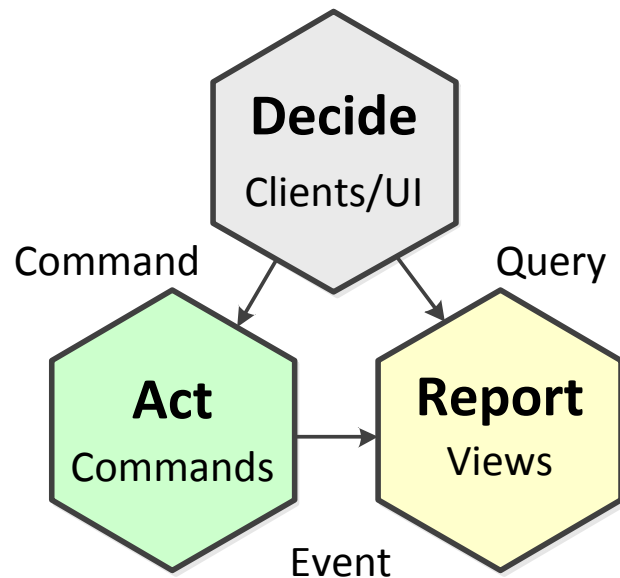 Decide
Clients/UI
Command
Query
Act
Commands
Report
Views
Event